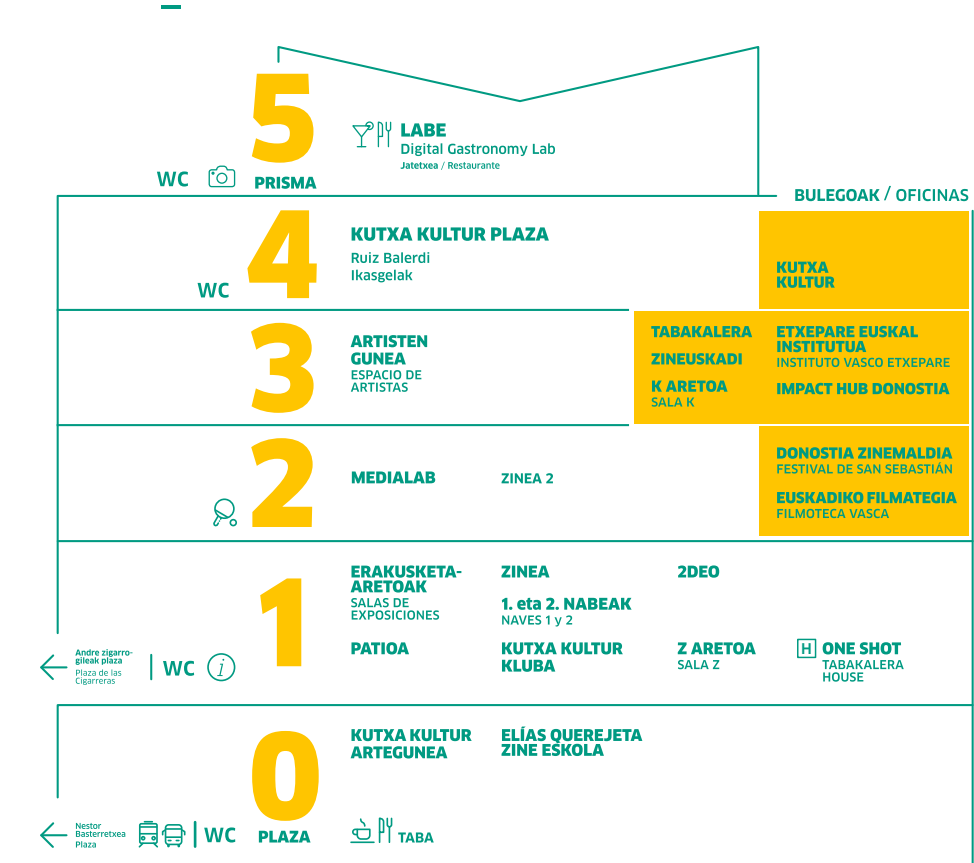 5
LABE
Digital Gastronomy Lab
Jatetxea / Restaurante
WC
PRISMA
BULEGOAK / OFICINAS
4
WC
KUTXA KULTUR PLAZA
Ruiz Balerdi
Ikasgelak
KUTXA
KULTUR
3
ARTISTEN
GUNEA
ESPACIO DE
ARTISTAS
TABAKALERA
ZINEUSKADI
K ARETOA
SALA K
ETXEPARE EUSKAL
INSTITUTUA
INSTITUTO VASCO ETXEPARE
IMPACT HUB DONOSTIA
2
MEDIALAB
ZINEA 2
DONOSTIA ZINEMALDIA
FESTIVAL DE SAN SEBASTIÁN
EUSKADIKO FILMATEGIA
FILMOTECA VASCA
1
ERAKUSKETA-
ARETOAK
SALAS DE
EXPOSICIONES
ZINEA
2DEO
1. eta 2. NABEAK
NAVES 1 y 2
Andre zigarro-
gileak plaza
Plaza de las
Cigarreras
WC
i
PATIOA
KUTXA KULTUR
KLUBA
Z ARETOA
SALA Z
H
ONE SHOT
TABAKALERA
HOUSE
0
KUTXA KULTUR
ARTEGUNEA
ELÍAS QUEREJETA
ZINE ESKOLA
Nestor
Basterretxea
Plaza
WC
PLAZA
TABA